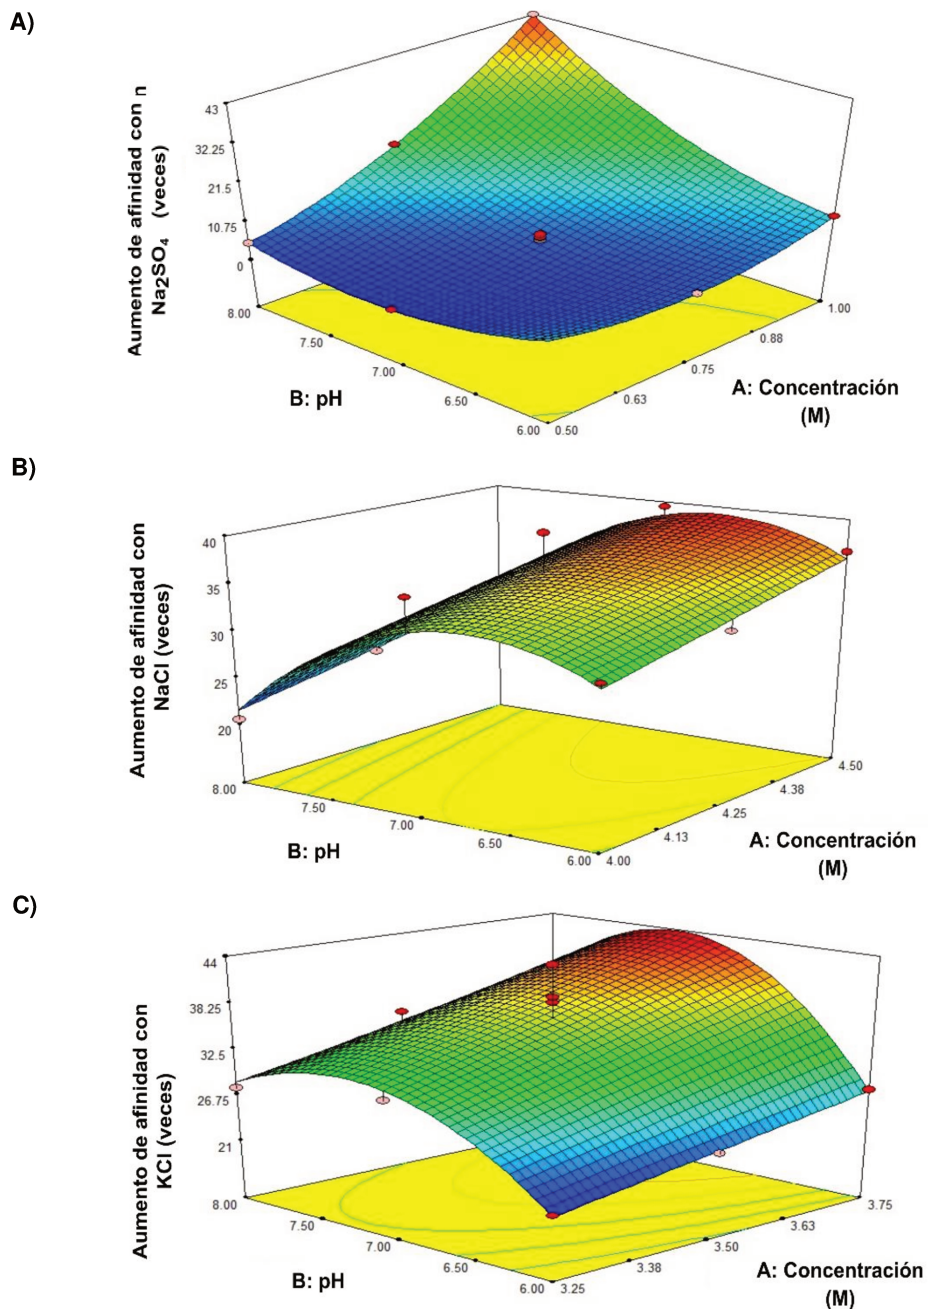 A)
Aumento de afinidad con n
Na2SO4 (veces)
43
32.25
21.5
10.75
0
8.00
7.50
7.00
6.50
6.00
0.50
0.63
0.75
0.88
1.00
B: pH
A: Concentración
(M)
B)
Aumento de afinidad con
NaCl (veces)
40
35
30
25
20
8.00
7.50
7.00
6.50
6.00
4.00
4.13
4.25
4.38
4.50
B: pH
A: Concentración
(M)
C)
Aumento de afinidad con
KCl (veces)
44
38.25
32.5
26.75
21
8.00
7.50
7.00
6.50
6.00
3.25
3.38
3.50
3.63
3.75
B: pH
A: Concentración
(M)